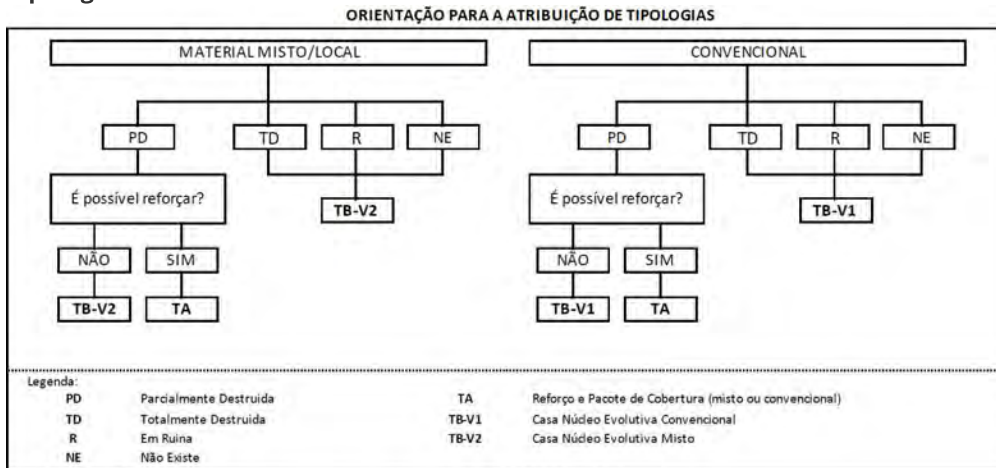 ORIENTAÇÃO PARA A ATRIBUIÇÃO DE TIPOLOGIAS
MATERIAL MISTO/LOCAL
CONVENCIONAL
PD TD R NE
PD TD R NE
É possível reforçar?
TB-V2
É possível reforçar?
TB-V1
NÃO SIM
NÃO SIM
TB-V2 TA
TB-V1 TA
Legenda:
PD Parcialmente Destruida TA Reforço e Pacote de Cobertura (misto ou convencional)
TD Totalmente Destruida TB-V1 Casa Núcleo Evolutiva Convencional
R Em Ruina TB-V2 Casa Núcleo Evolutiva Misto
NE Não Existe